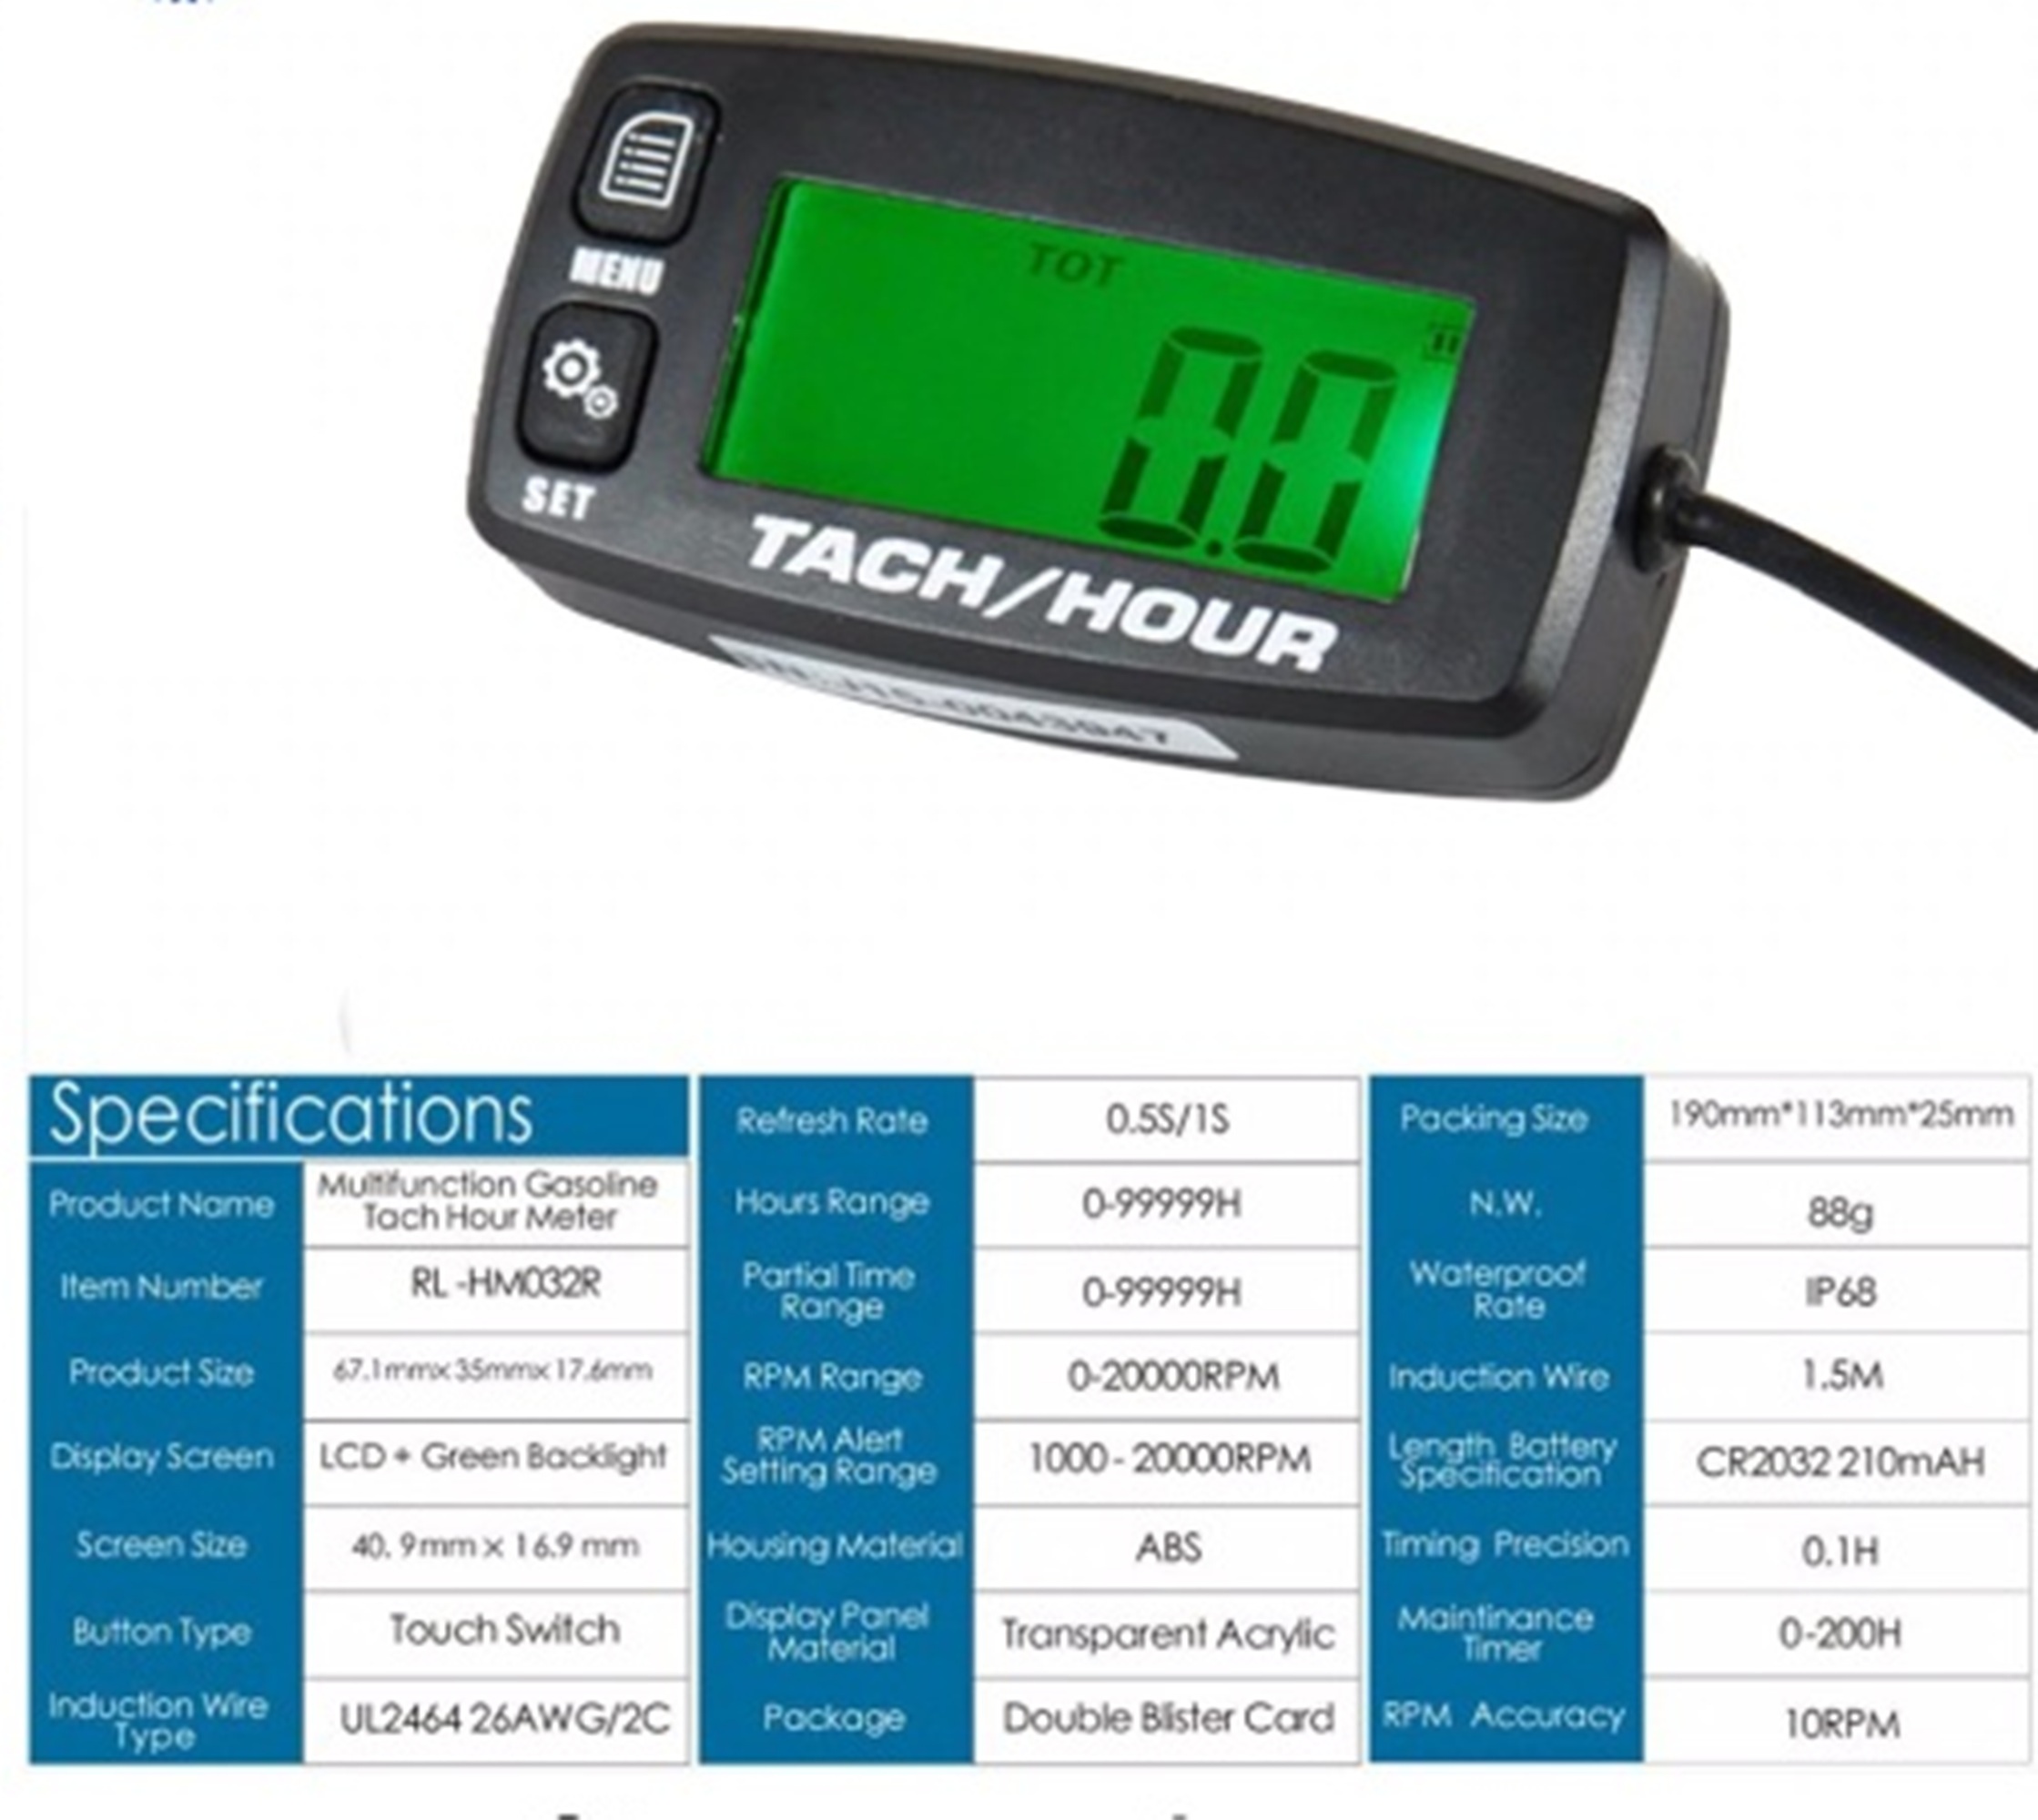 MENU
SET
TOT
0.0
TACH/HOUR
Specifications
Product Name
Multifunction Gasoline
Tach Hour Meter
Item Number
RL -HM032R
Product Size
67.1mmx35mmx17.6mm
Display Screen
LCD + Green Backlight
Screen Size
40. 9mm x 16.9 mm
Button Type
Touch Switch
Induction Wire
Type
UL2464 26AWG/2C
Refresh Rate
0.5S/1S
Hours Range
0-99999H
Partial Time
Range
0-99999H
RPM Range
0-20000RPM
RPM Alert
Setting Range
1000 - 20000RPM
Housing Material
ABS
Display Panel
Material
Transparent Acrylic
Package
Double Blister Card
Packing Size
190mm*113mm*25mm
N.W.
88g
Waterproof
Rate
IP68
Induction Wire
1.5M
Length Battery
Specification
CR2032 210mAH
Timing Precision
0.1H
Maintinance
Timer
0-200H
RPM Accuracy
10RPM